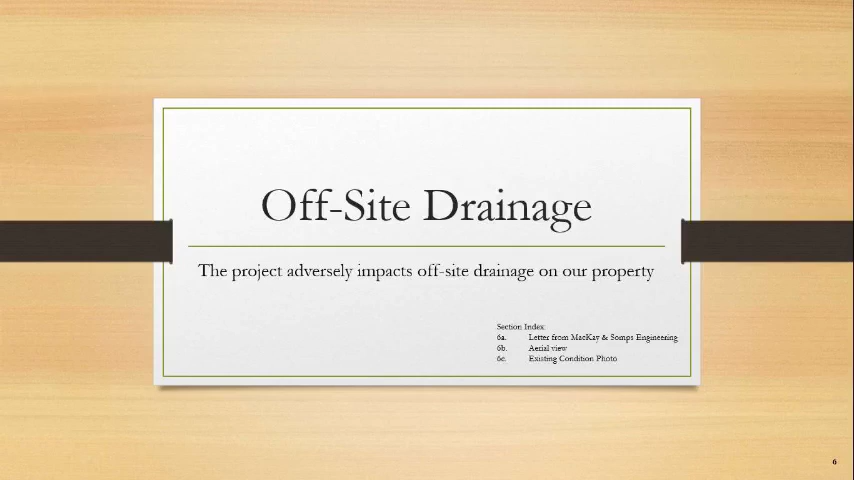 Off-Site Drainage
The project adversely impacts off-site drainage on our property
Section Index:
6a. Letter from MacKay & Somps Engineering
6b. Aerial view
6c. Existing Condition Photo
6